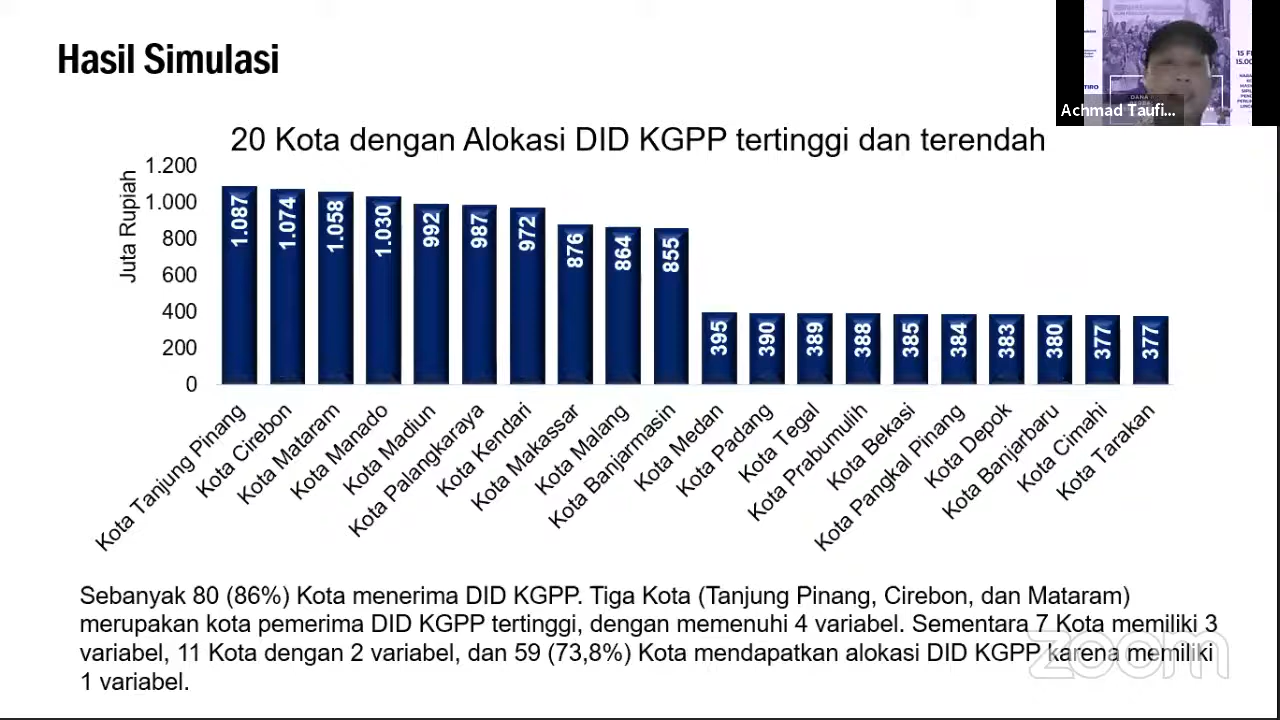 Hasil Simulasi
15 F
15.00
TIRO
Achmad Taufi...
20 Kota dengan Alokasi DID KGPP tertinggi dan terendah
Juta Rupiah
1.200
1.000
800
600
400
200
0
1.087
1.074
1.058
1.030
992
987
972
876
864
855
395
390
389
388
385
384
383
380
377
377
Kota Tanjung Pinang
Kota Cirebon
Kota Mataram
Kota Manado
Kota Madiun
Kota Palangkaraya
Kota Kendari
Kota Makassar
Kota Malang
Kota Banjarmasin
Kota Medan
Kota Padang
Kota Tegal
Kota Prabumulih
Kota Bekasi
Kota Pangkal Pinang
Kota Depok
Kota Banjarbaru
Kota Cimahi
Kota Tarakan
Sebanyak 80 (86%) Kota menerima DID KGPP. Tiga Kota (Tanjung Pinang, Cirebon, dan Mataram)
merupakan kota pemerima DID KGPP tertinggi, dengan memenuhi 4 variabel. Sementara 7 Kota memiliki 3
variabel, 11 Kota dengan 2 variabel, dan 59 (73,8%) Kota mendapatkan alokasi DID KGPP karena memiliki
1 variabel.
zoom